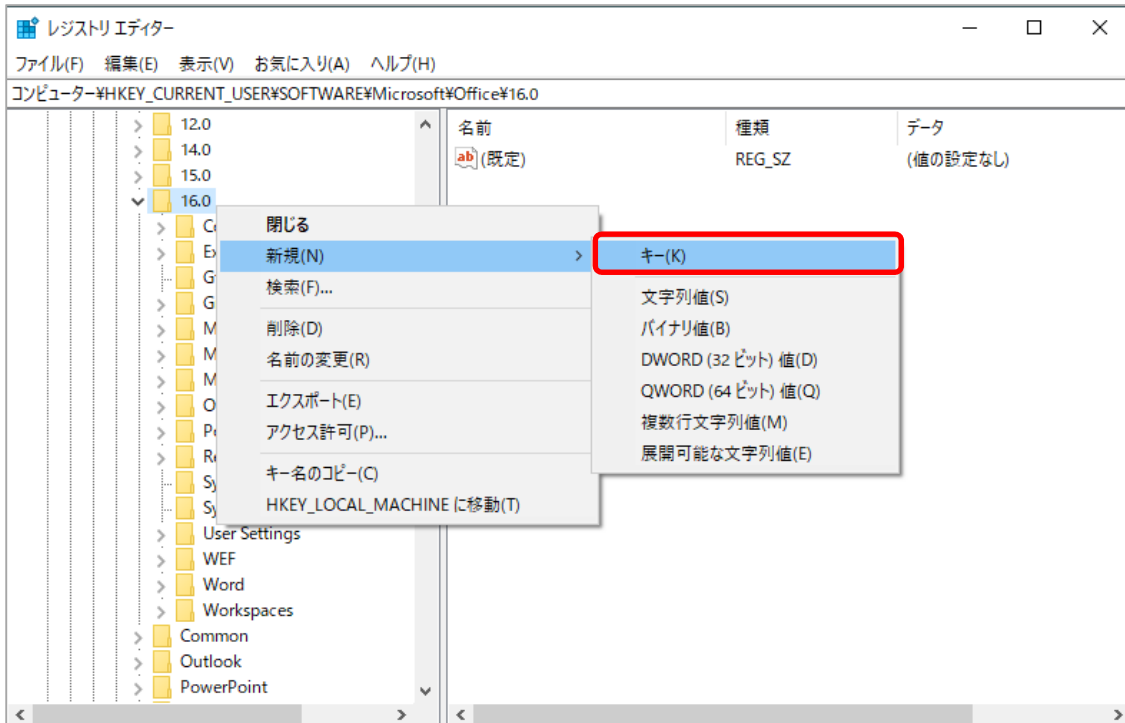 レジストリ エディター
ファイル(F) 編集(E) 表示(V) お気に入り(A) ヘルプ(H)
コンピューター¥HKEY_CURRENT_USER¥SOFTWARE¥Microsoft¥Office¥16.0
12.0
14.0
15.0
16.0
User Settings
WEF
Word
Workspaces
Common
Outlook
PowerPoint
閉じる
新規(N)
検索(F)...
削除(D)
名前の変更(R)
エクスポート(E)
アクセス許可(P)...
キー名のコピー(C)
HKEY_LOCAL_MACHINE に移動(T)
キー(K)
文字列値(S)
バイナリ値(B)
DWORD (32 ビット) 値(D)
QWORD (64 ビット) 値(Q)
複数行文字列値(M)
展開可能な文字列値(E)
名前 種類 データ
ab (既定) REG_SZ (値の設定なし)